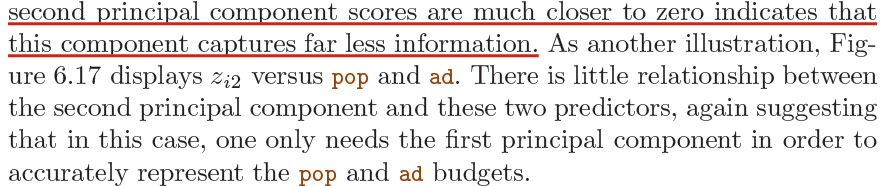 second principal component scores are much closer to zero indicates that
this component captures far less information. As another illustration, Fig-
ure 6.17 displays zi2 versus pop and ad. There is little relationship between
the second principal component and these two predictors, again suggesting
that in this case, one only needs the first principal component in order to
accurately represent the pop and ad budgets.